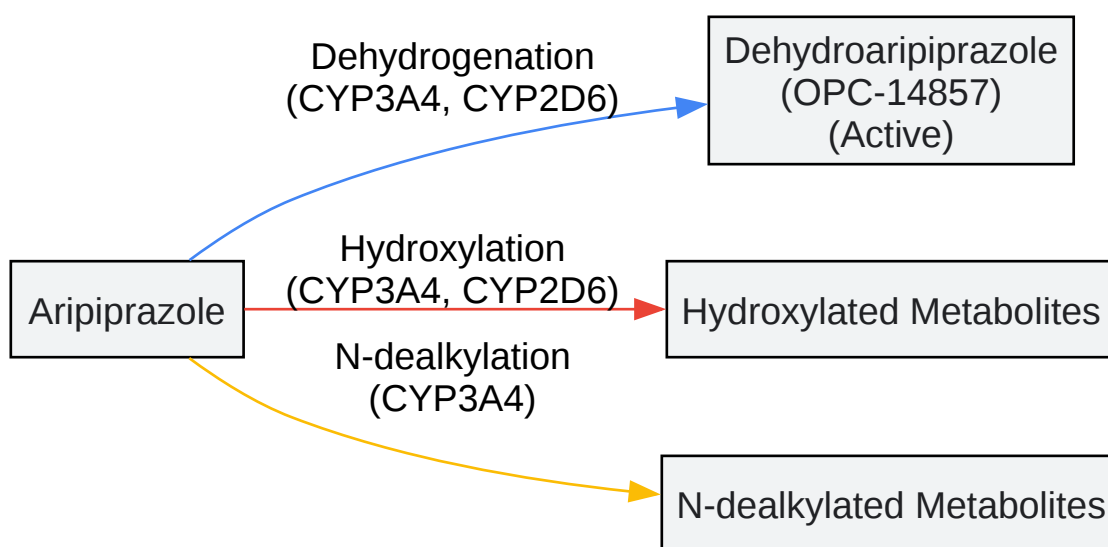 Dehydrogenation
(CYP3A4, CYP2D6)
Dehydroaripiprazole
(OPC-14857)
(Active)
Aripiprazole
Hydroxylation
(CYP3A4, CYP2D6)
Hydroxylated Metabolites
N-dealkylation
(CYP3A4)
N-dealkylated Metabolites